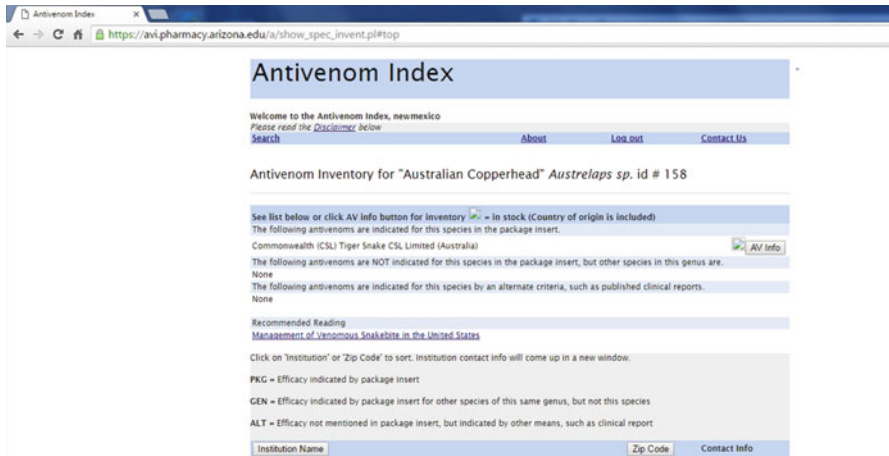 Antivenom Index
https://avi.pharmacy.arizona.edu/a/show_spec_invent.pl#top
Antivenom Index
Welcome to the Antivenom Index, newmexico
Please read the Disclaimer below
Search About Log out Contact Us
Antivenom Inventory for "Australian Copperhead" Austrelaps sp. id # 158
See list below or click AV info button for inventory = in stock (Country of origin is included)
The following antivenoms are indicated for this species in the package insert.
Commonwealth (CSL) Tiger Snake CSL Limited (Australia) AV Info
The following antivenoms are NOT indicated for this species in the package insert, but other species in this genus are.
None
The following antivenoms are indicated for this species by an alternate criteria, such as published clinical reports.
None
Recommended Reading
Management of Venomous Snakebite in the United States
Click on 'Institution' or 'Zip Code' to sort. Institution contact info will come up in a new window.
PKG = Efficacy indicated by package insert
GEN = Efficacy indicated by package insert for other species of this same genus, but not this species
ALT = Efficacy not mentioned in package insert, but indicated by other means, such as clinical report
Institution Name Zip Code Contact Info